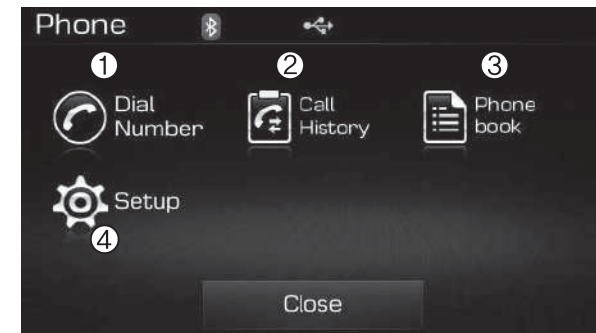 Phone
① ② ③
Dial Call Phone
Number History book
Setup
④
Close